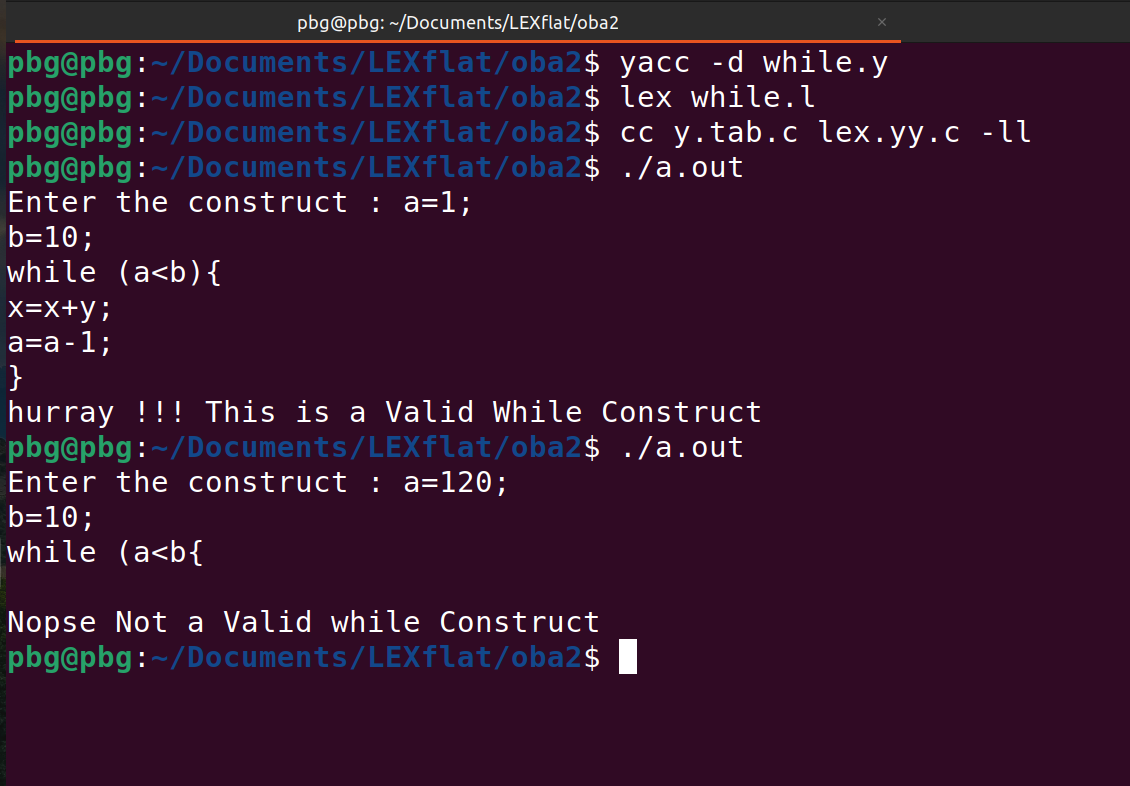 pbg@pbg: ~/Documents/LEXflat/oba2 ×
pbg@pbg:~/Documents/LEXflat/oba2$ yacc -d while.y
pbg@pbg:~/Documents/LEXflat/oba2$ lex while.l
pbg@pbg:~/Documents/LEXflat/oba2$ cc y.tab.c lex.yy.c -ll
pbg@pbg:~/Documents/LEXflat/oba2$ ./a.out
Enter the construct : a=1;
b=10;
while (a<b){
x=x+y;
a=a-1;
}
hurray !!! This is a Valid While Construct
pbg@pbg:~/Documents/LEXflat/oba2$ ./a.out
Enter the construct : a=120;
b=10;
while (a<b{
Nopse Not a Valid while Construct
pbg@pbg:~/Documents/LEXflat/oba2$